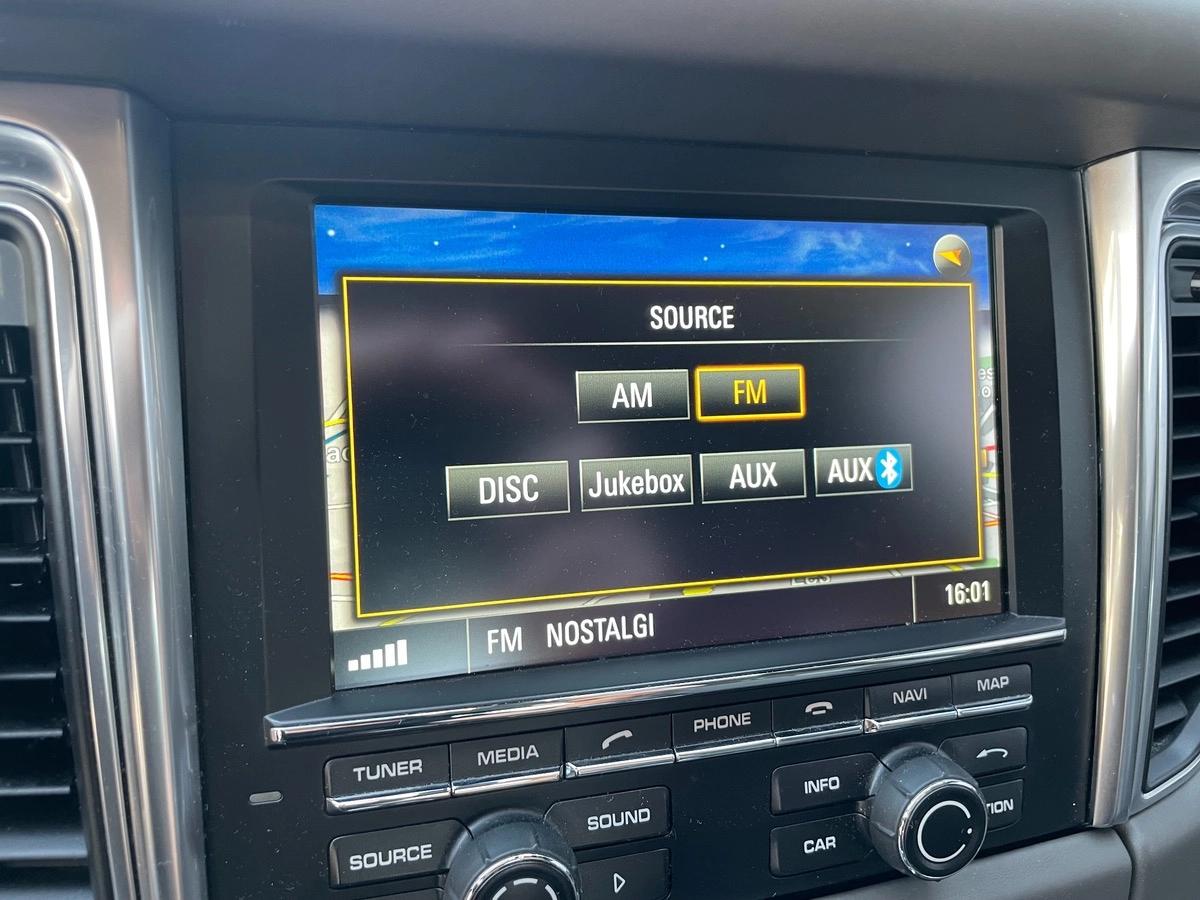 SOURCE
AM FM
DISC Jukebox AUX AUX
16:01
FM NOSTALGI
TUNER MEDIA PHONE NAVI MAP
SOURCE SOUND INFO
CAR